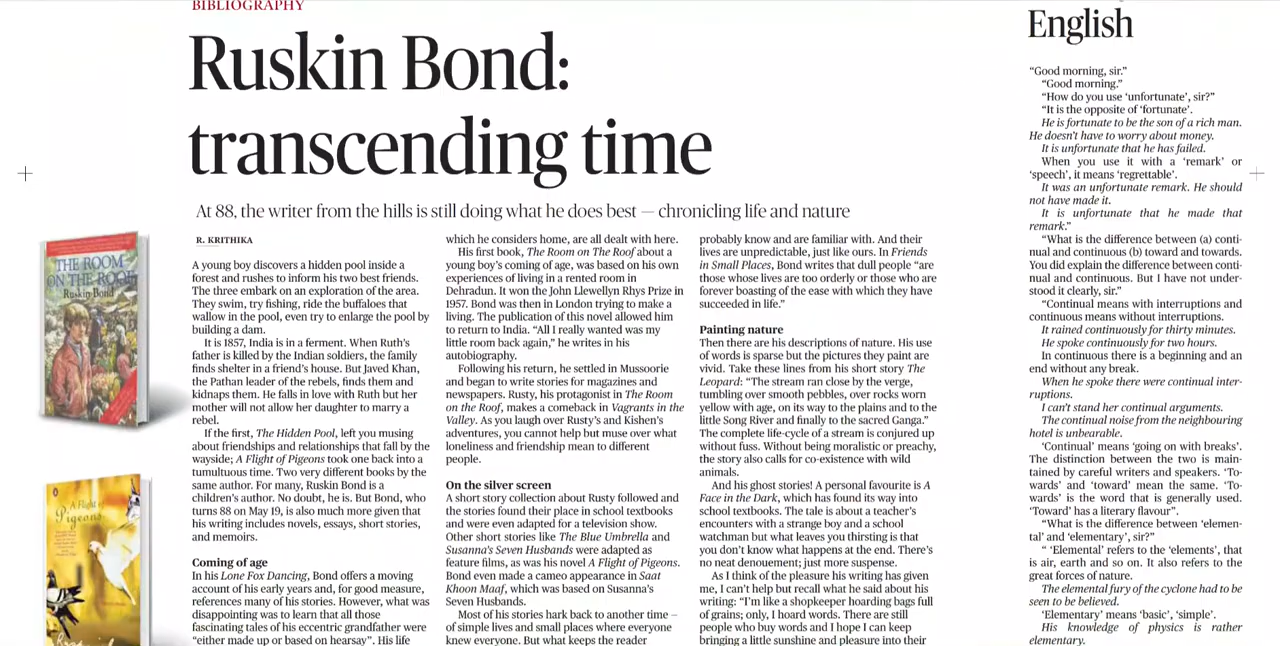 BIBLIOGRAPHY
Ruskin Bond:
transcending time
At 88, the writer from the hills is still doing what he does best — chronicling life and nature
THE ROOM
ON THE ROOF
Ruskin Bond
A Flight of
Pigeons
R. KRITHIKA
A young boy discovers a hidden pool inside a
forest and rushes to inform his two best friends.
The three embark on an exploration of the area.
They swim, try fishing, ride the buffaloes that
wallow in the pool, even try to enlarge the pool by
building a dam.
It is 1857, India is in a ferment. When Ruth's
father is killed by the Indian soldiers, the family
finds shelter in a friend's house. But Javed Khan,
the Pathan leader of the rebels, finds them and
kidnaps them. He falls in love with Ruth but her
mother will not allow her daughter to marry a
rebel.
If the first, The Hidden Pool, left you musing
about friendships and relationships that fall by the
wayside; A Flight of Pigeons took one back into a
tumultuous time. Two very different books by the
same author. For many, Ruskin Bond is a
children's author. No doubt, he is. But Bond, who
turns 88 on May 19, is also much more given that
his writing includes novels, essays, short stories,
and memoirs.
Coming of age
In his Lone Fox Dancing, Bond offers a moving
account of his early years and, for good measure,
references many of his stories. However, what was
disappointing was to learn that all those
fascinating tales of his eccentric grandfather were
“either made up or based on hearsay”. His life
which he considers home, are all dealt with here.
His first book, The Room on The Roof about a
young boy's coming of age, was based on his own
experiences of living in a rented room in
Dehradun. It won the John Llewellyn Rhys Prize in
1957. Bond was then in London trying to make a
living. The publication of this novel allowed him
to return to India. “All I really wanted was my
little room back again,” he writes in his
autobiography.
Following his return, he settled in Mussoorie
and began to write stories for magazines and
newspapers. Rusty, his protagonist in The Room
on the Roof, makes a comeback in Vagrants in the
Valley. As you laugh over Rusty's and Kishen's
adventures, you cannot help but muse over what
loneliness and friendship mean to different
people.
On the silver screen
A short story collection about Rusty followed and
the stories found their place in school textbooks
and were even adapted for a television show.
Other short stories like The Blue Umbrella and
Susanna's Seven Husbands were adapted as
feature films, as was his novel A Flight of Pigeons.
Bond even made a cameo appearance in Saat
Khoon Maaf, which was based on Susanna's
Seven Husbands.
Most of his stories hark back to another time —
of simple lives and small places where everyone
knew everyone. But what keeps the reader
probably know and are familiar with. And their
lives are unpredictable, just like ours. In Friends
in Small Places, Bond writes that dull people “are
those whose lives are too orderly or those who are
forever boasting of the ease with which they have
succeeded in life.”
Painting nature
Then there are his descriptions of nature. His use
of words is sparse but the pictures they paint are
vivid. Take these lines from his short story The
Leopard: “The stream ran close by the verge,
tumbling over smooth pebbles, over rocks worn
yellow with age, on its way to the plains and to the
little Song River and finally to the sacred Ganga.”
The complete life-cycle of a stream is conjured up
without fuss. Without being moralistic or preachy,
the story also calls for co-existence with wild
animals.
And his ghost stories! A personal favourite is A
Face in the Dark, which has found its way into
school textbooks. The tale is about a teacher's
encounters with a strange boy and a school
watchman but what leaves you thirsting is that
you don't know what happens at the end. There's
no neat denouement; just more suspense.
As I think of the pleasure his writing has given
me, I can't help but recall what he said about his
writing: “I'm like a shopkeeper hoarding bags full
of grains; only, I hoard words. There are still
people who buy words and I hope I can keep
bringing a little sunshine and pleasure into their
English
“Good morning, sir.”
“Good morning.”
“How do you use ‘unfortunate’, sir?”
“It is the opposite of ‘fortunate’.
He is fortunate to be the son of a rich man.
He doesn't have to worry about money.
It is unfortunate that he has failed.
When you use it with a ‘remark’ or
‘speech’, it means ‘regrettable’.
It was an unfortunate remark. He should
not have made it.
It is unfortunate that he made that
remark.”
“What is the difference between (a) conti-
nual and continuous (b) toward and towards.
You did explain the difference between conti-
nual and continuous. But I have not under-
stood it clearly, sir.”
“Continual means with interruptions and
continuous means without interruptions.
It rained continuously for thirty minutes.
He spoke continuously for two hours.
In continuous there is a beginning and an
end without any break.
When he spoke there were continual inter-
ruptions.
I can't stand her continual arguments.
The continual noise from the neighbouring
hotel is unbearable.
‘Continual’ means ‘going on with breaks’.
The distinction between the two is main-
tained by careful writers and speakers. ‘To-
wards’ and ‘toward’ mean the same. ‘To-
wards’ is the word that is generally used.
‘Toward’ has a literary flavour”.
“What is the difference between ‘elemen-
tal’ and ‘elementary’, sir?”
“ ‘Elemental’ refers to the ‘elements’, that
is air, earth and so on. It also refers to the
great forces of nature.
The elemental fury of the cyclone had to be
seen to be believed.
‘Elementary’ means ‘basic’, ‘simple’.
His knowledge of physics is rather
elementary.